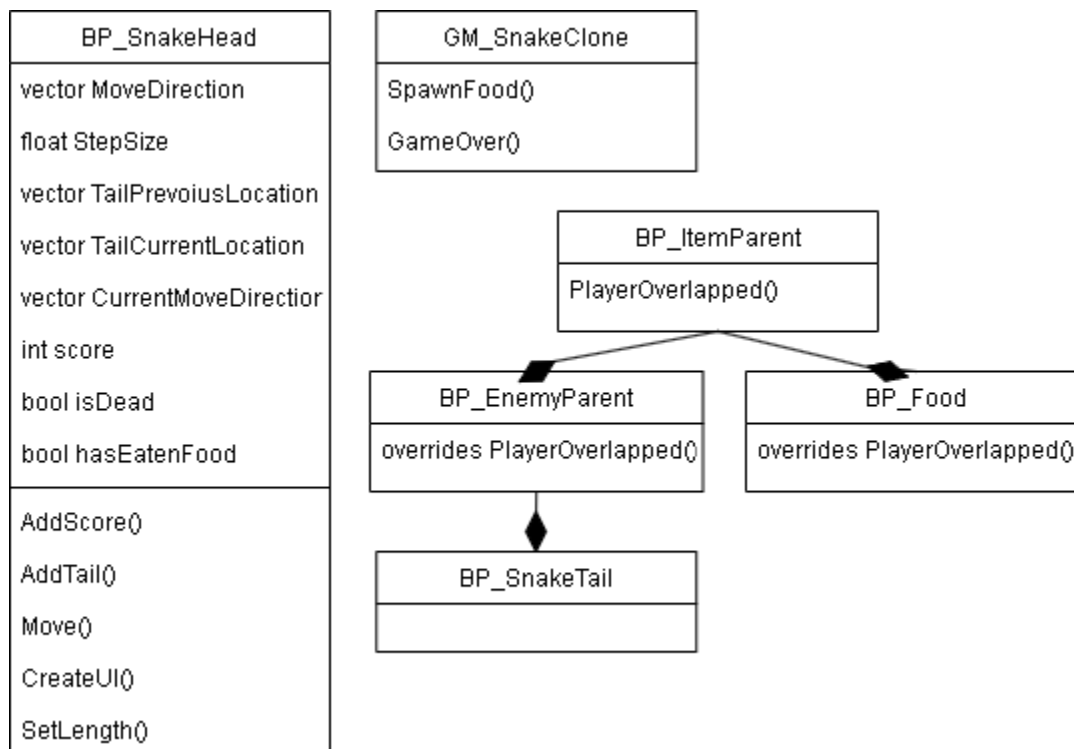 BP_SnakeHead
vector MoveDirection
float StepSize
vector TailPrevoiusLocation
vector TailCurrentLocation
vector CurrentMoveDirectior
int score
bool isDead
bool hasEatenFood
AddScore()
AddTail()
Move()
CreateUI()
SetLength()
GM_SnakeClone
SpawnFood()
GameOver()
BP_ItemParent
PlayerOverlapped()
BP_EnemyParent
overrides PlayerOverlapped()
BP_Food
overrides PlayerOverlapped()
BP_SnakeTail